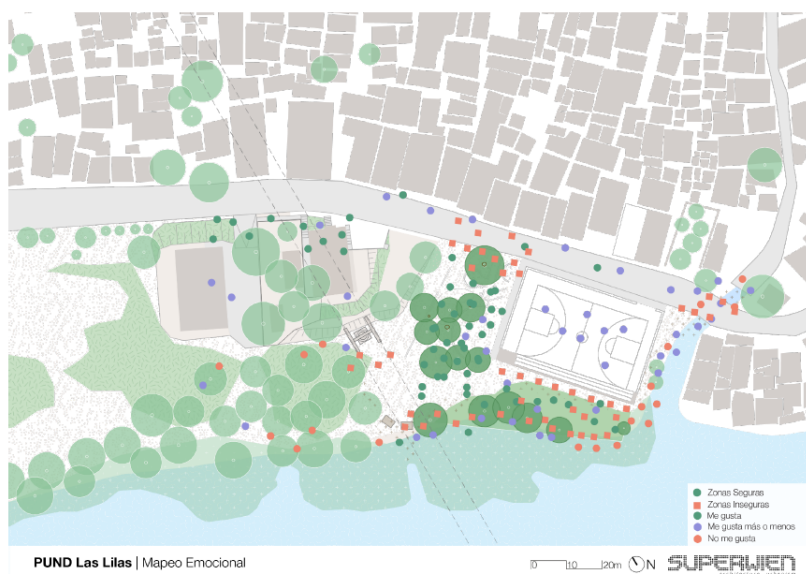 Zonas Seguras
Zonas Inseguras
Me gusta
Me gusta más o menos
No me gusta
PUND Las Lilas | Mapeo Emocional
0 10 20m N SUPERWIEN